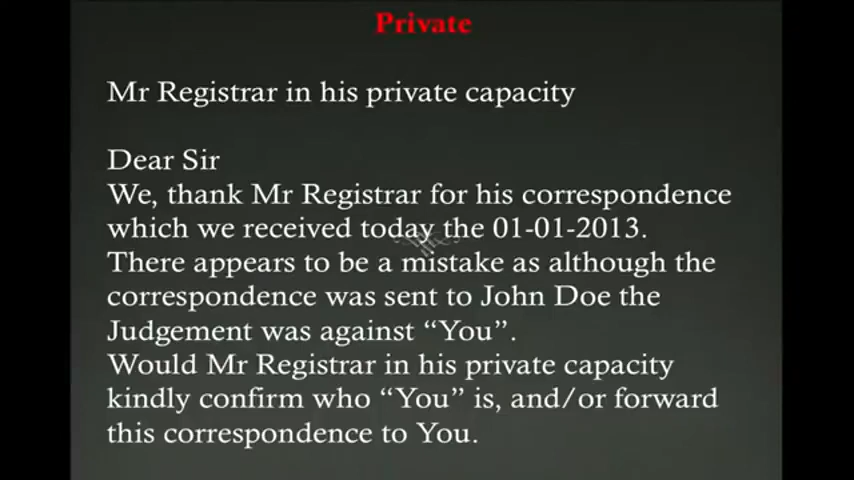 Private
Mr Registrar in his private capacity
Dear Sir
We, thank Mr Registrar for his correspondence
which we received today the 01-01-2013.
There appears to be a mistake as although the
correspondence was sent to John Doe the
Judgement was against “You”.
Would Mr Registrar in his private capacity
kindly confirm who “You” is, and/or forward
this correspondence to You.